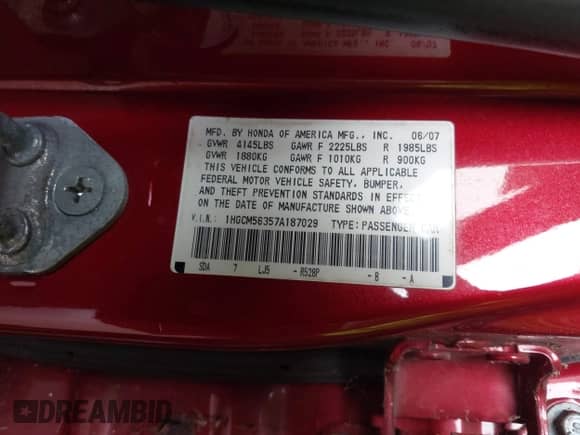 MFD. BY HONDA OF AMERICA MFG., INC. 06/07
GVWR 4145LBS GAWR F 2225LBS R 1985LBS
GVWR 1880KG GAWR F 1010KG R 900KG
THIS VEHICLE CONFORMS TO ALL APPLICABLE
FEDERAL MOTOR VEHICLE SAFETY, BUMPER,
AND THEFT PREVENTION STANDARDS IN EFFECT
ON THE DATE OF MANUFACTURE SHOWN ABOVE.
V.I.N.: 1HGCM56357A187029 TYPE: PASSENGER CAR
SDA 7 LJ5 - R528P - B - A
DREAMBID